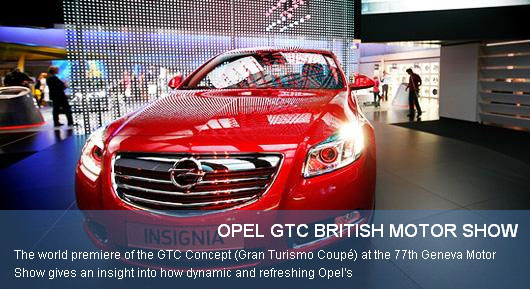 INSIGNIA
OPEL GTC BRITISH MOTOR SHOW
The world premiere of the GTC Concept (Gran Turismo Coupé) at the 77th Geneva Motor
Show gives an insight into how dynamic and refreshing Opel's